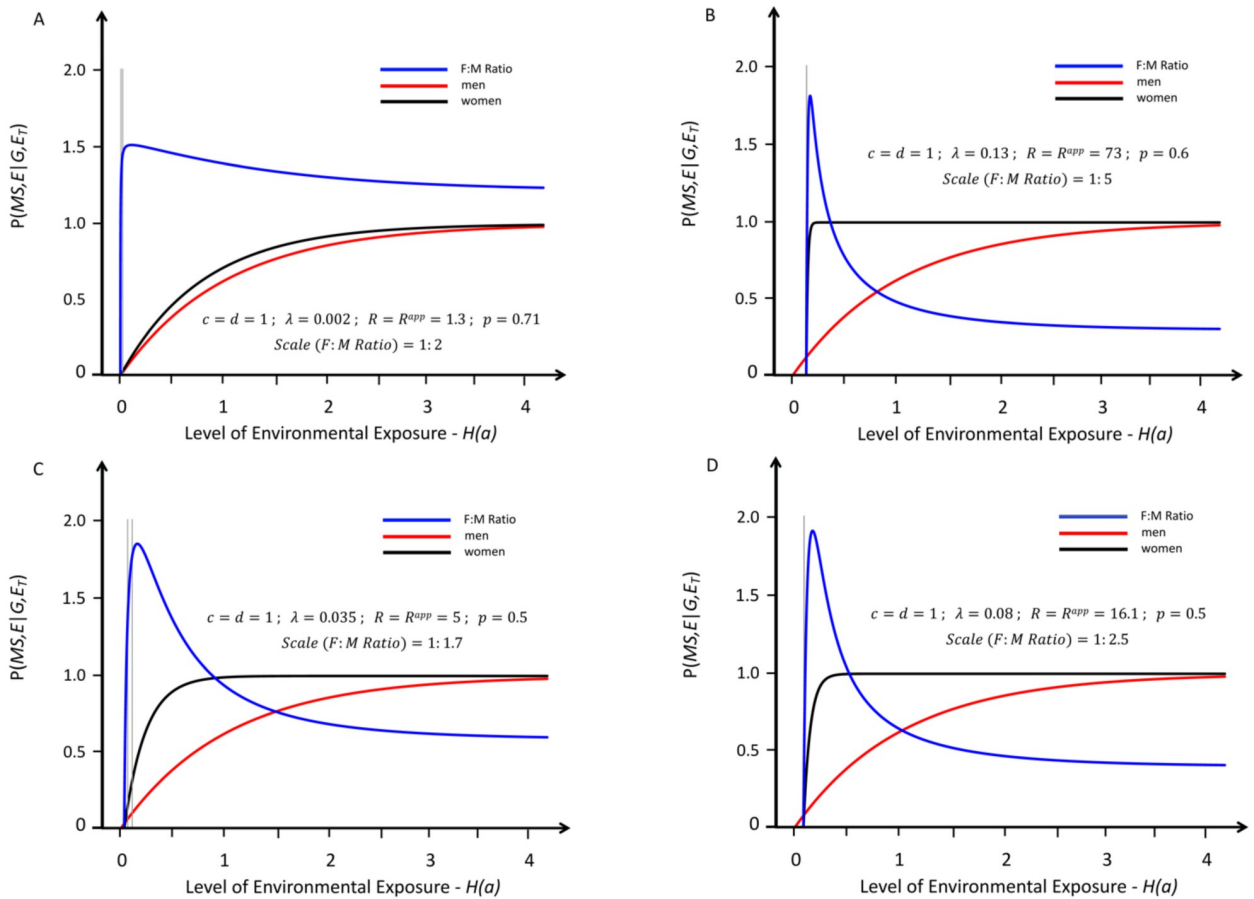 A
P(MS,E|G,E_T)
2.0
1.5
1.0
0.5
0
F:M Ratio
men
women
c = d = 1 ; λ = 0.002 ; R = R^app = 1.3 ; p = 0.71
Scale (F: M Ratio) = 1: 2
0 1 2 3 4
Level of Environmental Exposure - H(a)
B
P(MS,E|G,E_T)
2.0
1.5
1.0
0.5
0
F:M Ratio
men
women
c = d = 1 ; λ = 0.13 ; R = R^app = 73 ; p = 0.6
Scale (F: M Ratio) = 1: 5
0 1 2 3 4
Level of Environmental Exposure - H(a)
C
P(MS,E|G,E_T)
2.0
1.5
1.0
0.5
0
F:M Ratio
men
women
c = d = 1 ; λ = 0.035 ; R = R^app = 5 ; p = 0.5
Scale (F: M Ratio) = 1: 1.7
0 1 2 3 4
Level of Environmental Exposure - H(a)
D
P(MS,E|G,E_T)
2.0
1.5
1.0
0.5
0
F:M Ratio
men
women
c = d = 1 ; λ = 0.08 ; R = R^app = 16.1 ; p = 0.5
Scale (F: M Ratio) = 1: 2.5
0 1 2 3 4
Level of Environmental Exposure - H(a)